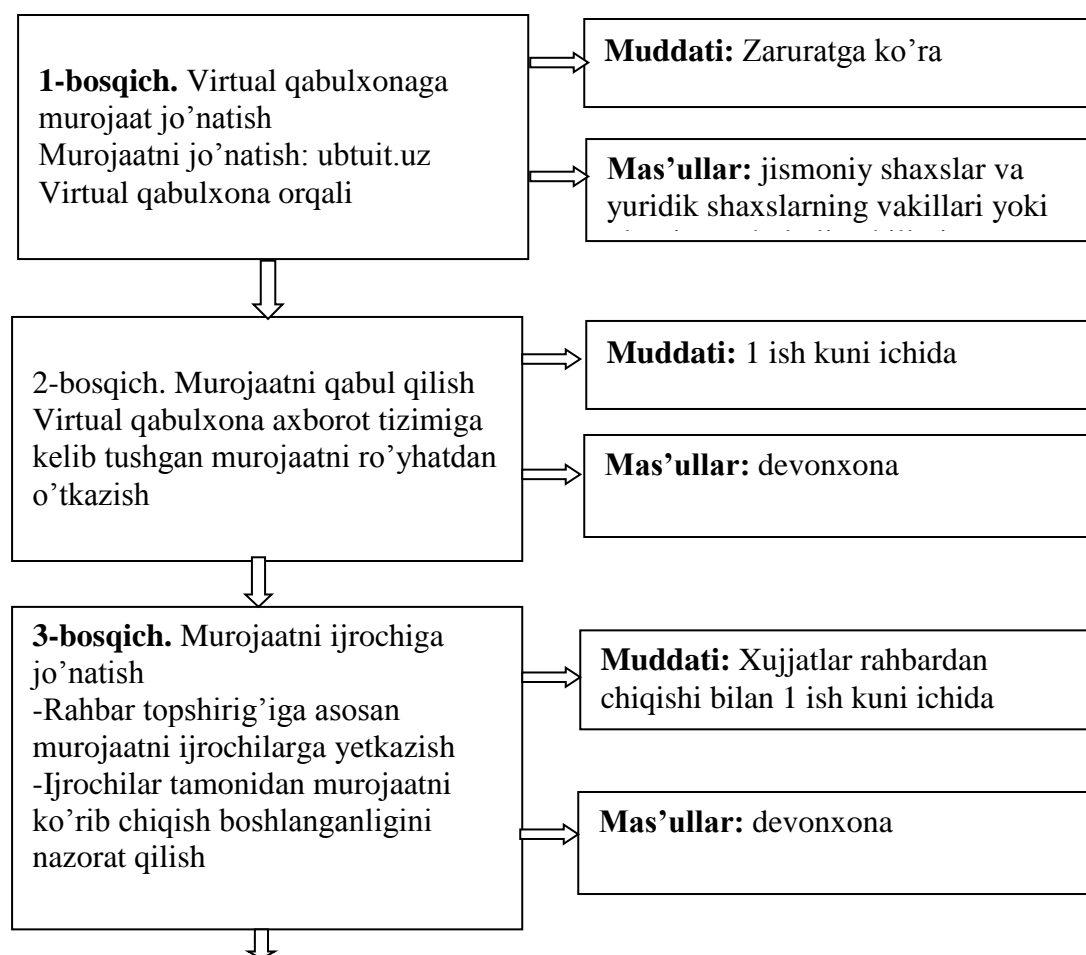 1-bosqich. Virtual qabulxonaga
murojaat jo’natish
Murojaatni jo’natish: ubtuit.uz
Virtual qabulxona orqali
Muddati: Zaruratga ko’ra
Mas’ullar: jismoniy shaxslar va
yuridik shaxslarning vakillari yoki
2-bosqich. Murojaatni qabul qilish
Virtual qabulxona axborot tizimiga
kelib tushgan murojaatni ro’yhatdan
o’tkazish
Muddati: 1 ish kuni ichida
Mas’ullar: devonxona
3-bosqich. Murojaatni ijrochiga
jo’natish
-Rahbar topshirig’iga asosan
murojaatni ijrochilarga yetkazish
-Ijrochilar tamonidan murojaatni
ko’rib chiqish boshlanganligini
nazorat qilish
Muddati: Xujjatlar rahbardan
chiqishi bilan 1 ish kuni ichida
Mas’ullar: devonxona